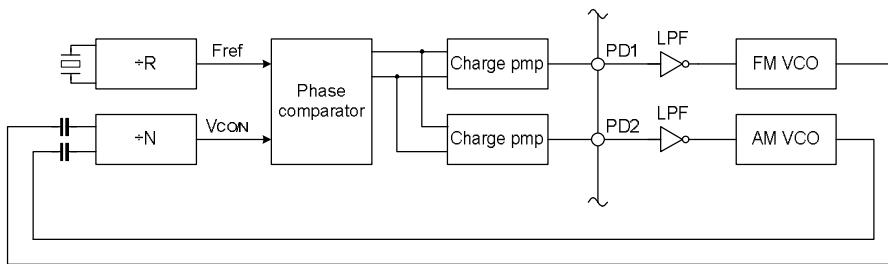 ÷R
Fref
Phase
comparator
Charge pmp
PD1
LPF
FM VCO
÷N
VCON
Charge pmp
PD2
LPF
AM VCO